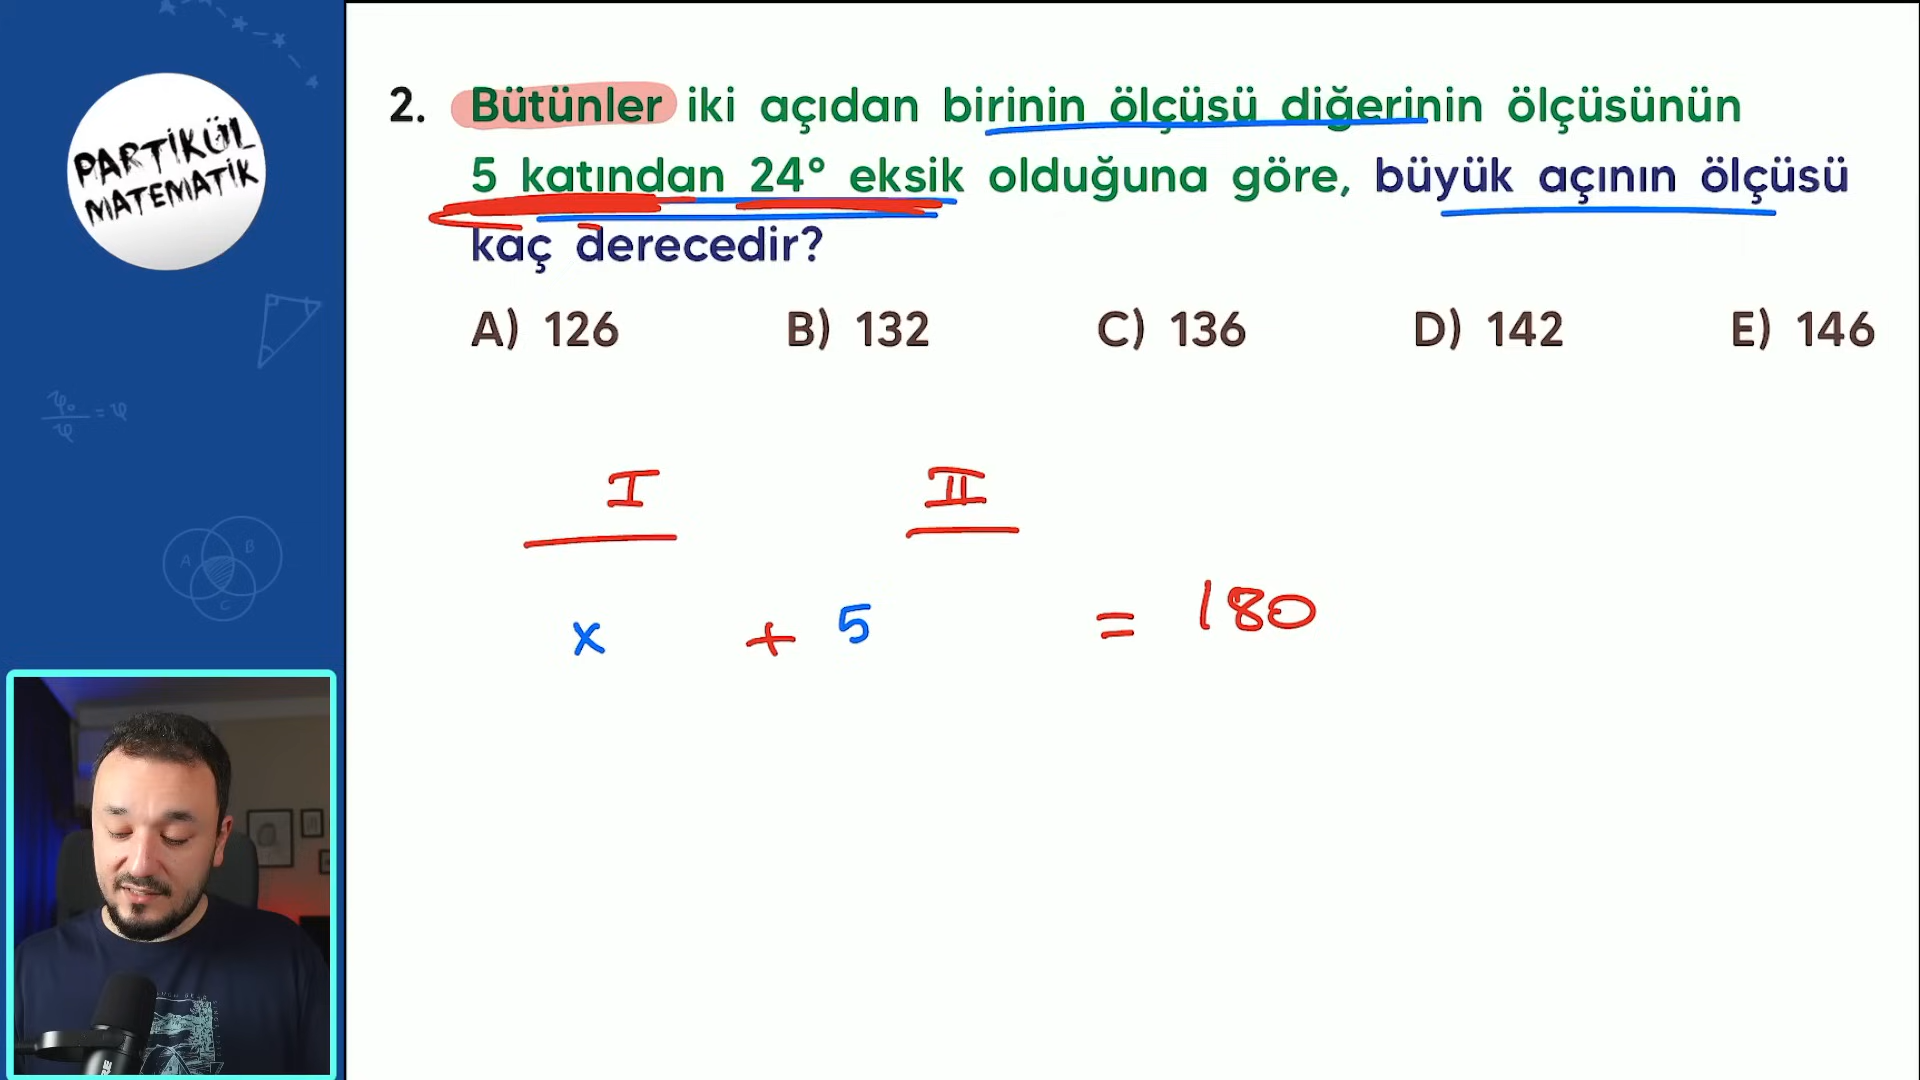 PARTİKÜL
MATEMATİK
2. Bütünler iki açıdan birinin ölçüsü diğerinin ölçüsünün
5 katından 24° eksik olduğuna göre, büyük açının ölçüsü
kaç derecedir?
A) 126 B) 132 C) 136 D) 142 E) 146
I II
x + 5 = 180
A B
C